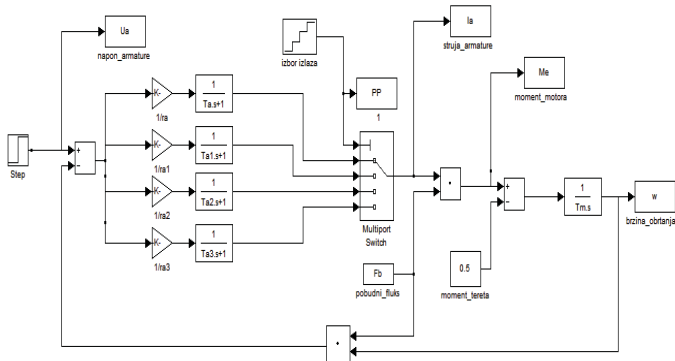 Ua
napon_armature
izbor izlaza
PP
1
Ia
struja_armature
Me
moment_motora
Step
+
−
K-
1/ra
1
Ta.s+1
K-
1/ra1
1
Ta1.s+1
K-
1/ra2
1
Ta2.s+1
K-
1/ra3
1
Ta3.s+1
Multiport
Switch
+
−
1
Tm.s
w
brzina_obrtanja
Fb
pobudni_fluks
0.5
moment_tereta